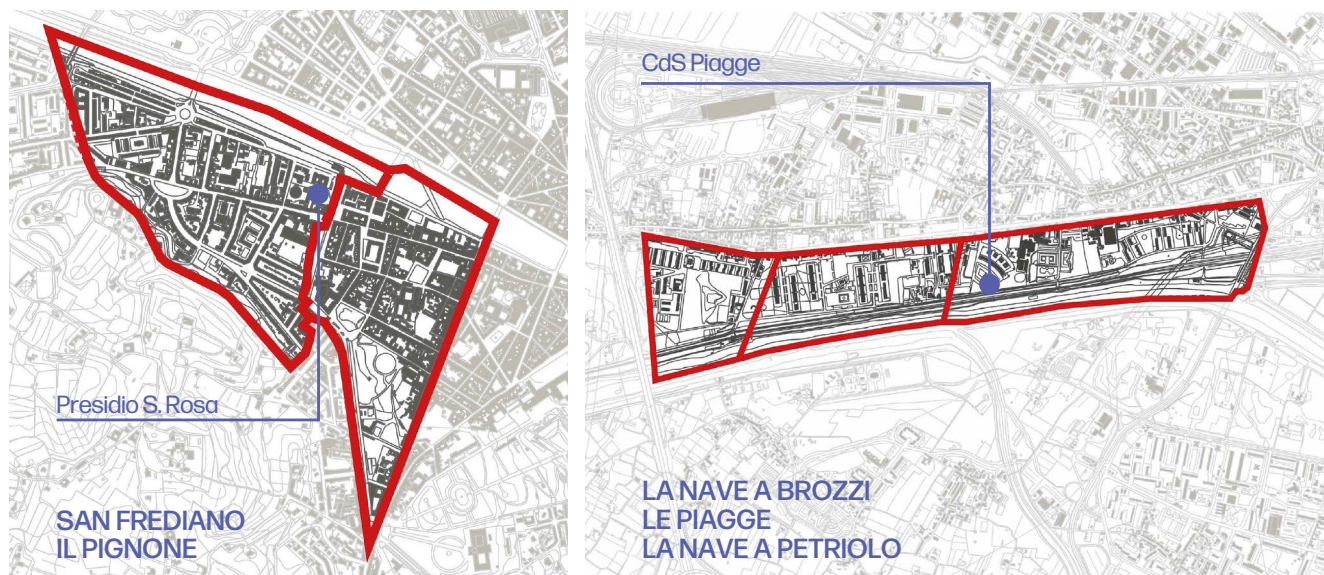 Presidio S. Rosa
SAN FREDIANO
IL PIGNONE
CdS Piagge
LA NAVE A BROZZI
LE PIAGGE
LA NAVE A PETRIOLO